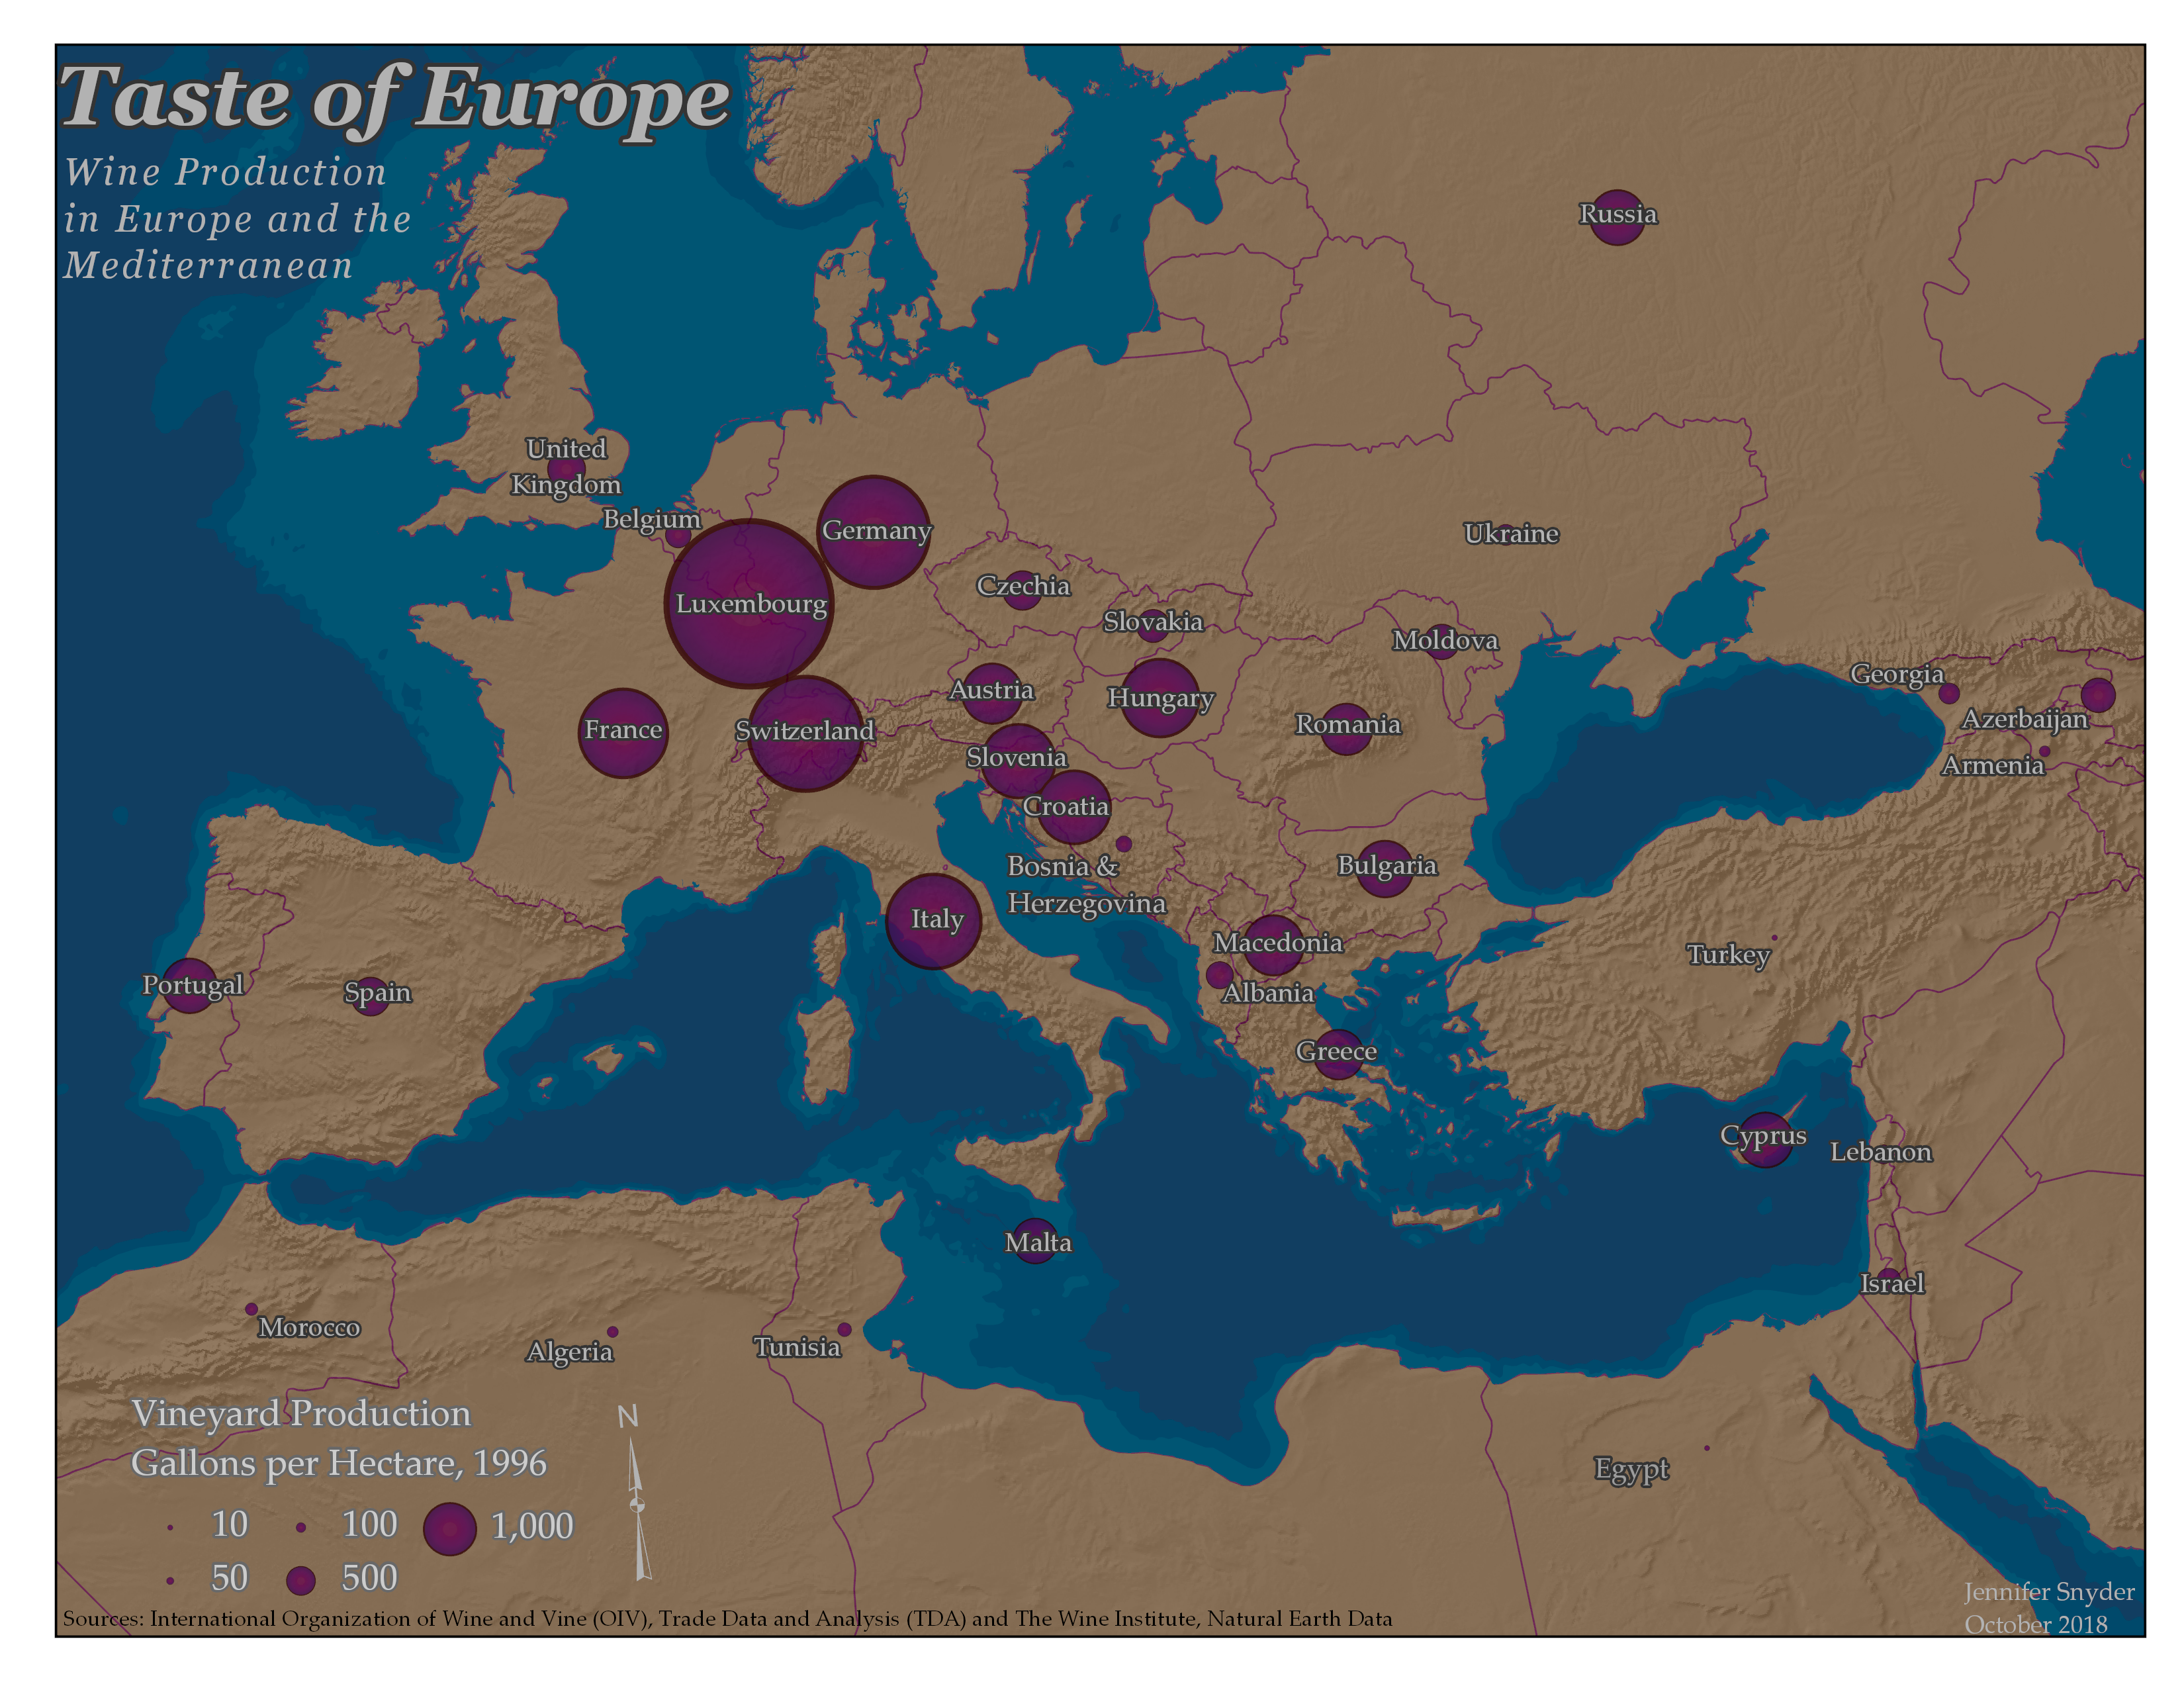 Taste of Europe
Wine Production
in Europe and the
Mediterranean
Russia
United
Kingdom
Belgium
Germany
Ukraine
Czechia
Luxembourg
Slovakia
Moldova
Georgia
Austria
Hungary
Azerbaijan
France
Switzerland
Romania
Slovenia
Armenia
Croatia
Bosnia &
Herzegovina
Bulgaria
Italy
Macedonia
Turkey
Portugal
Spain
Albania
Greece
Cyprus
Lebanon
Malta
Israel
Morocco
Algeria
Tunisia
Egypt
Vineyard Production
Gallons per Hectare, 1996
N
10 100 1,000
50 500
Sources: International Organization of Wine and Vine (OIV), Trade Data and Analysis (TDA) and The Wine Institute, Natural Earth Data
Jennifer Snyder
October 2018